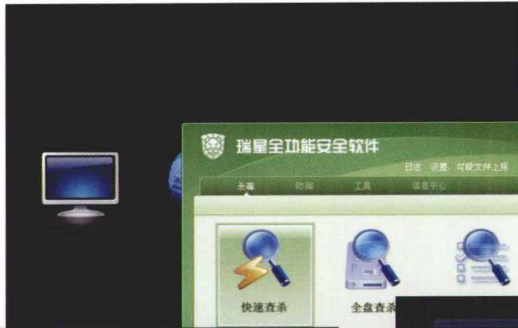 瑞星全功能安全软件
日志 设置 可疑文件上报
杀毒 防御 工具 信息中心
快速查杀 全盘查杀